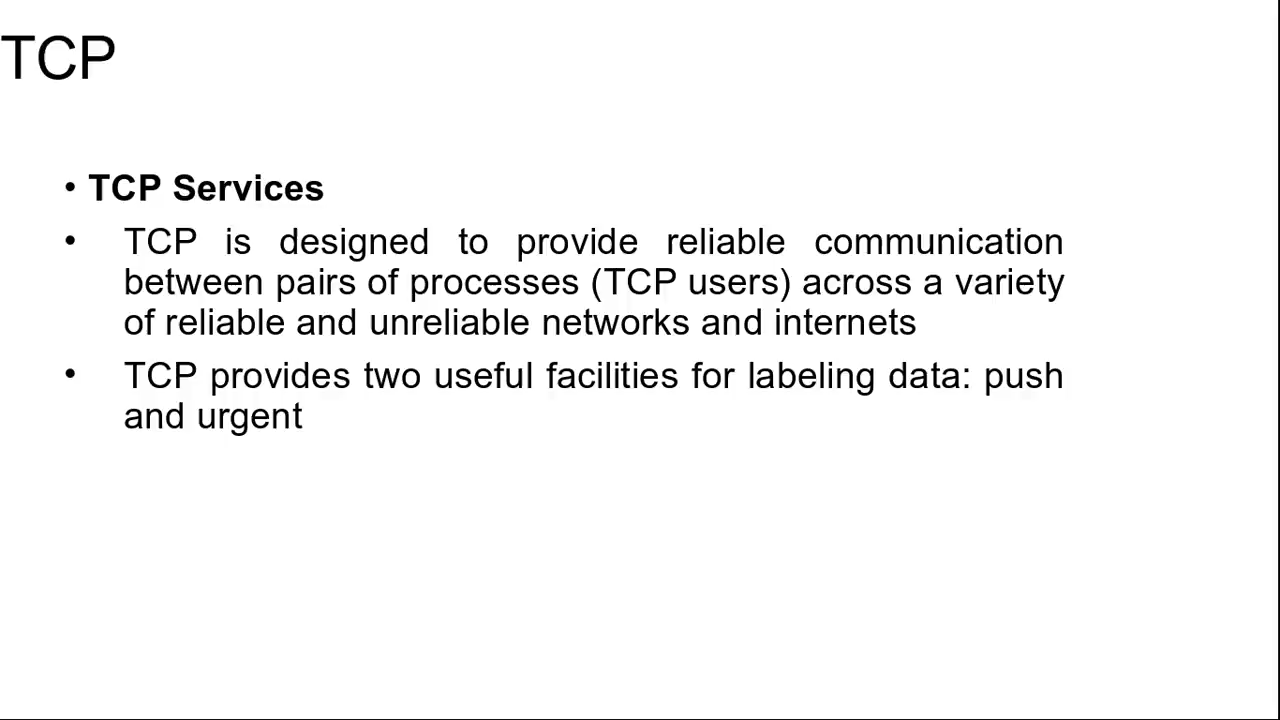 TCP
• TCP Services
• TCP is designed to provide reliable communication
between pairs of processes (TCP users) across a variety
of reliable and unreliable networks and internets
• TCP provides two useful facilities for labeling data: push
and urgent